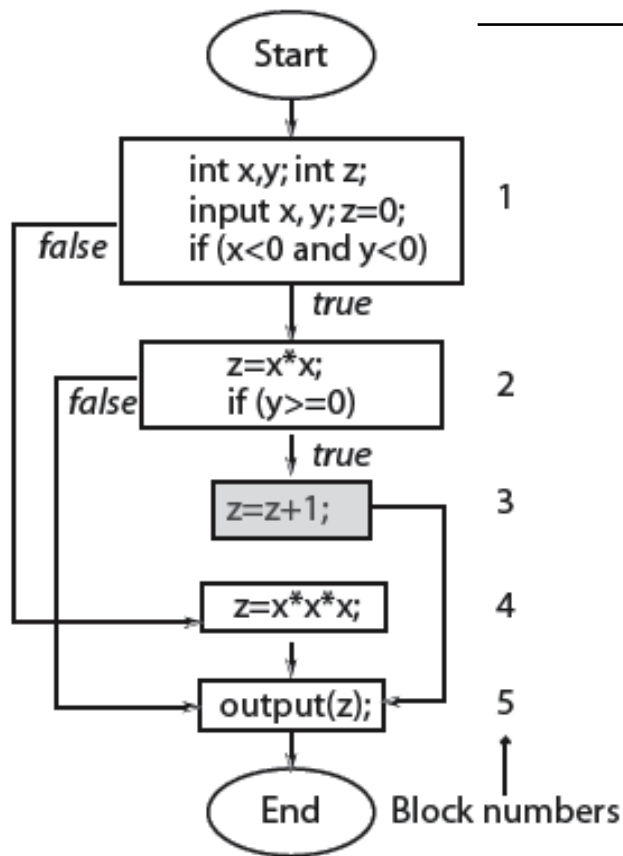 Start
int x,y; int z;
input x, y; z=0;
if (x<0 and y<0)
1
false
true
z=x*x;
if (y>=0)
2
false
true
z=z+1;
3
z=x*x*x;
4
output(z);
5
End
Block numbers